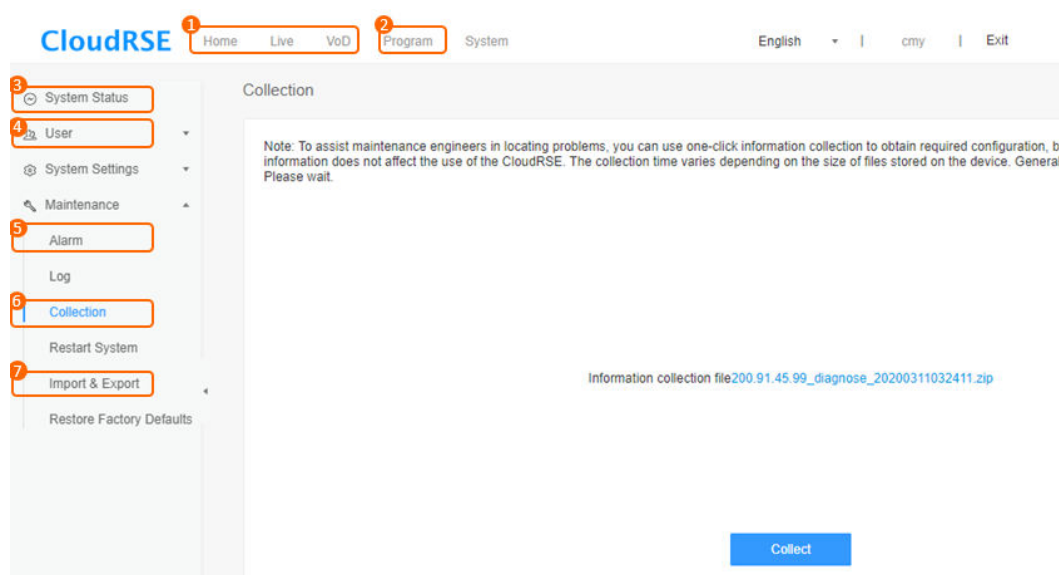 CloudRSE 1 Home Live VoD 2 Program System English | cmy | Exit
3 System Status
4 User
System Settings
Maintenance
5 Alarm
Log
6 Collection
Restart System
7 Import & Export
Restore Factory Defaults
Collection
Note: To assist maintenance engineers in locating problems, you can use one-click information collection to obtain required configuration, b
information does not affect the use of the CloudRSE. The collection time varies depending on the size of files stored on the device. General
Please wait.
Information collection file200.91.45.99_diagnose_20200311032411.zip
Collect